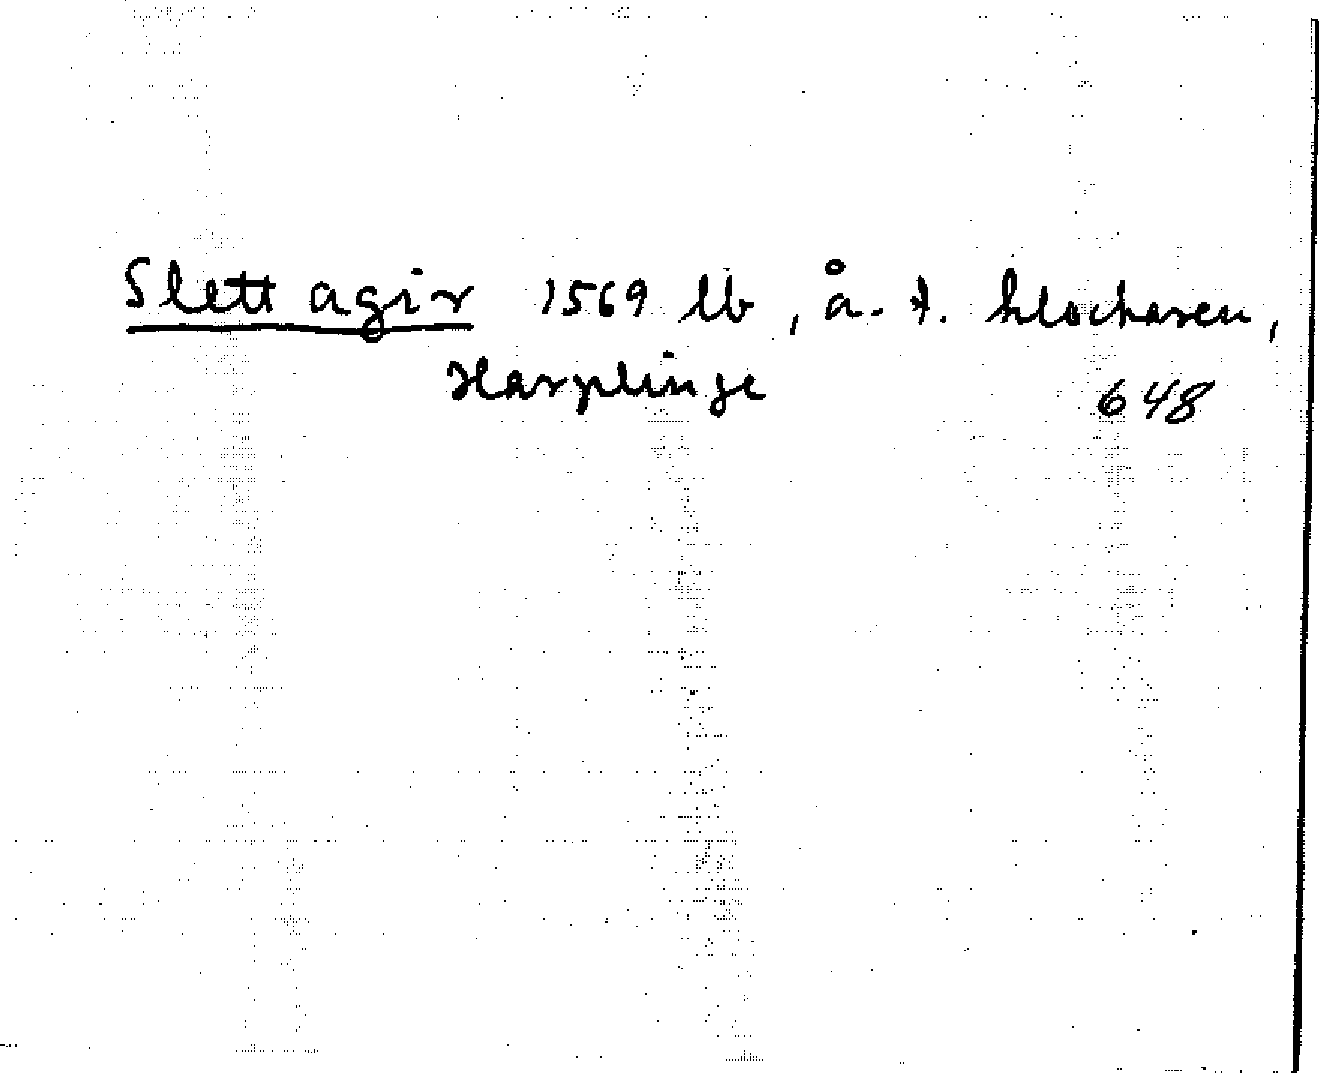 Slett agir 1569 lb, å. t. klockaren,
Harplinge 648